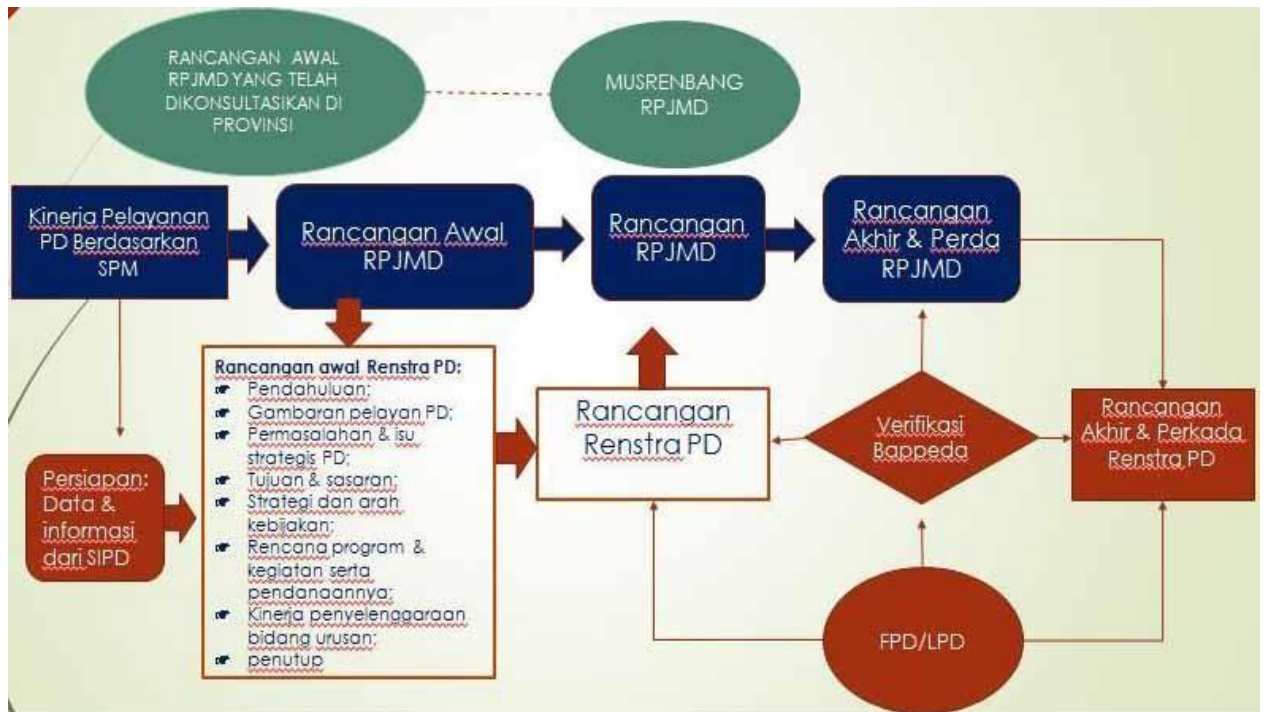 RANCANGAN AWAL
RPJMD YANG TELAH
DIKONSULTASIKAN DI
PROVINSI
MUSRENBANG
RPJMD
Kinerja Pelayanan
PD Berdasarkan
SPM
Rancangan Awal
RPJMD
Rancangan
RPJMD
Rancangan
Akhir & Perda
RPJMD
Rancangan awal Renstra PD:
☛ Pendahuluan;
☛ Gambaran pelayan PD;
☛ Permasalahan & isu
strategis PD;
☛ Tujuan & sasaran;
☛ Strategi dan arah
kebijakan;
☛ Rencana program &
kegiatan serta
pendanaannya;
☛ Kinerja penyelenggaraan
bidang urusan;
☛ penutup
Rancangan
Renstra PD
Verifikasi
Bappeda
Rancangan
Akhir & Perkada
Renstra PD
Persiapan:
Data &
informasi
dari SIPD
FPD/LPD